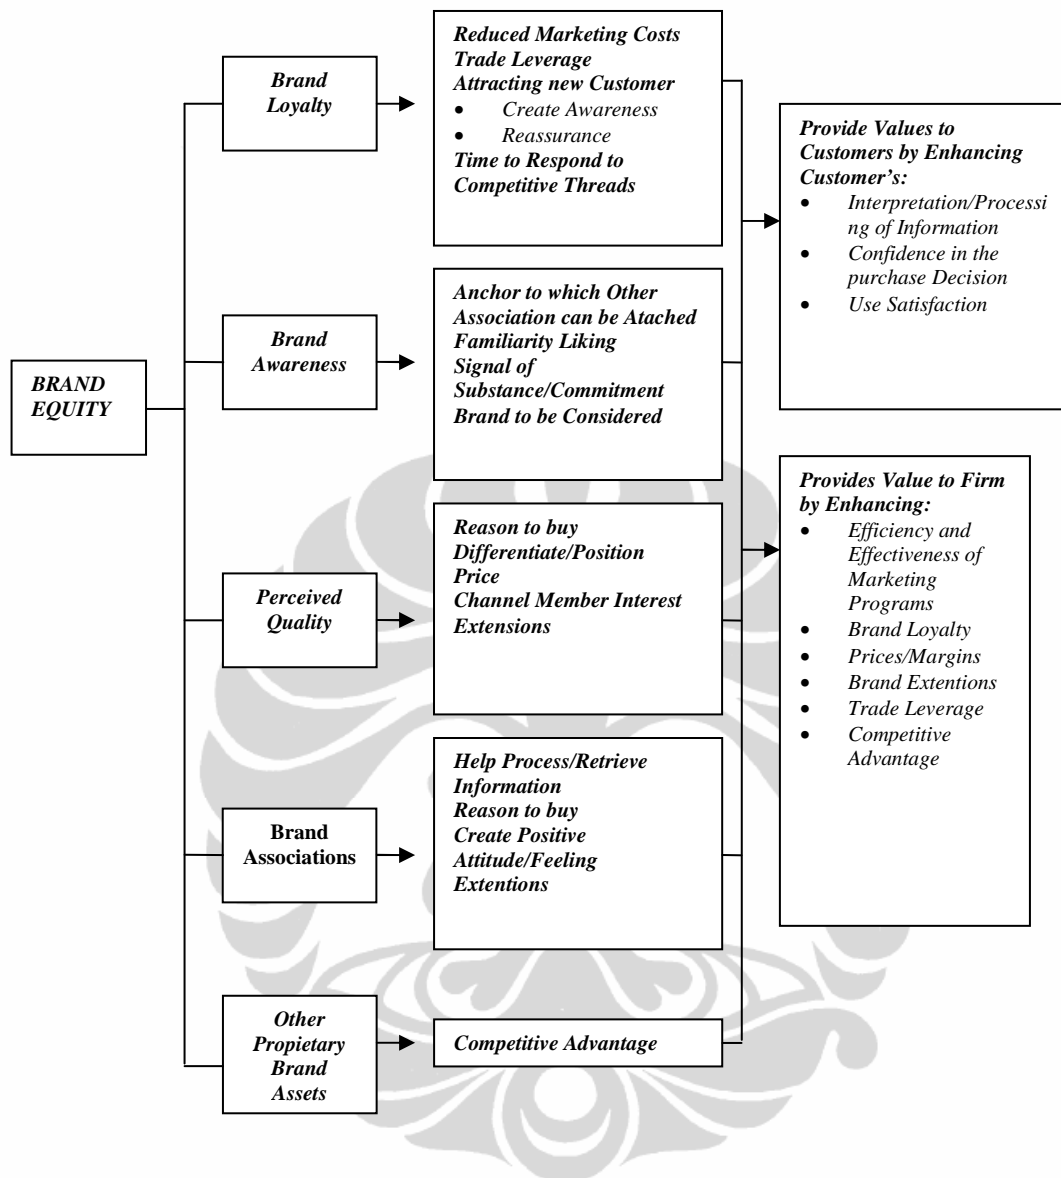 BRAND
EQUITY
Brand
Loyalty
Reduced Marketing Costs
Trade Leverage
Attracting new Customer
• Create Awareness
• Reassurance
Time to Respond to
Competitive Threads
Brand
Awareness
Anchor to which Other
Association can be Atached
Familiarity Liking
Signal of
Substance/Commitment
Brand to be Considered
Perceived
Quality
Reason to buy
Differentiate/Position
Price
Channel Member Interest
Extensions
Brand
Associations
Help Process/Retrieve
Information
Reason to buy
Create Positive
Attitude/Feeling
Extentions
Other
Propietary
Brand
Assets
Competitive Advantage
Provide Values to
Customers by Enhancing
Customer’s:
• Interpretation/Processi
ng of Information
• Confidence in the
purchase Decision
• Use Satisfaction
Provides Value to Firm
by Enhancing:
• Efficiency and
Effectiveness of
Marketing
Programs
• Brand Loyalty
• Prices/Margins
• Brand Extentions
• Trade Leverage
• Competitive
Advantage